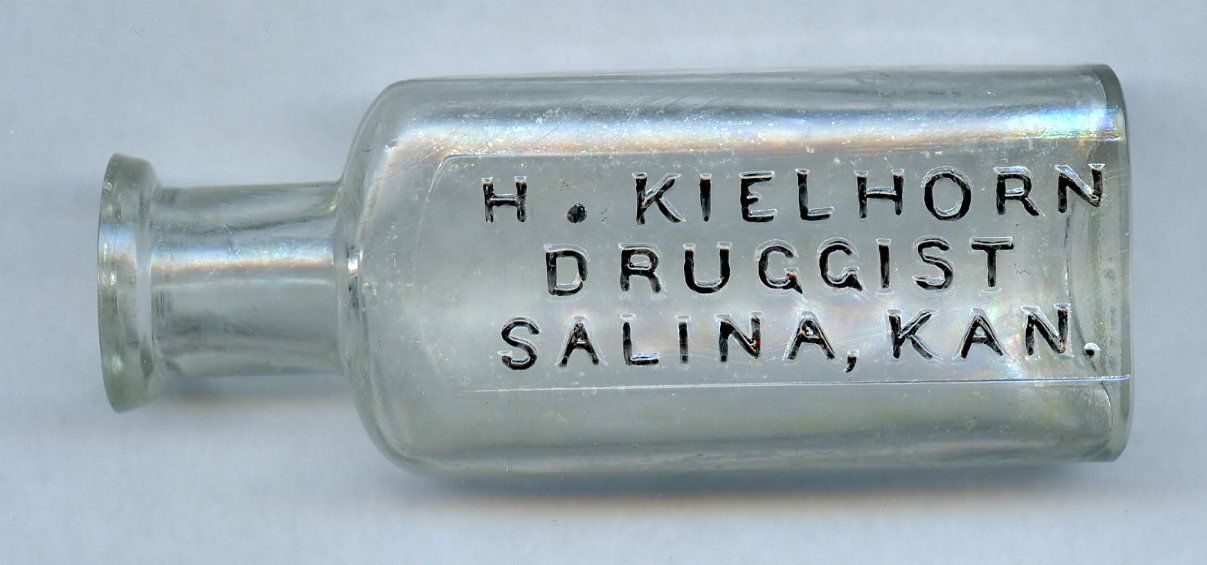 H. KIELHORN
DRUGGIST
SALINA, KAN.